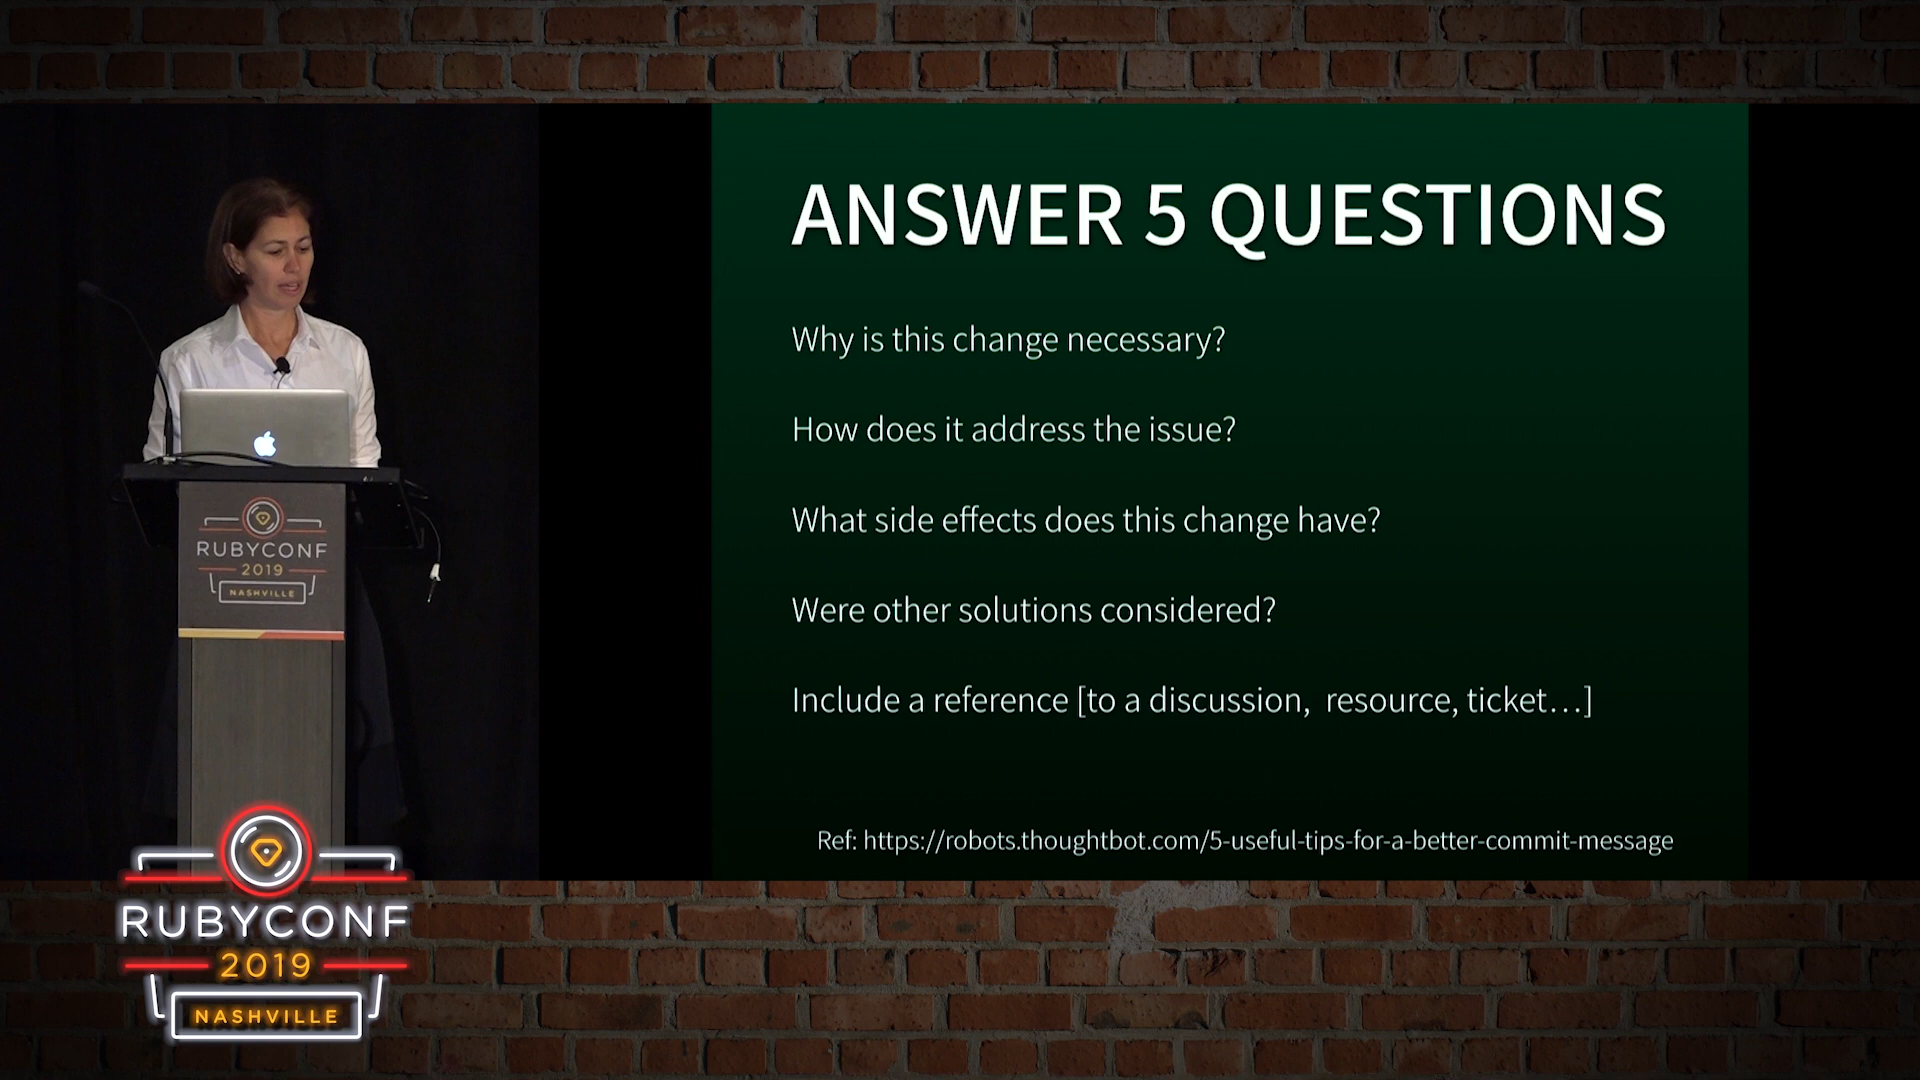 ANSWER 5 QUESTIONS
Why is this change necessary?
How does it address the issue?
What side effects does this change have?
Were other solutions considered?
Include a reference [to a discussion,  resource, ticket…]
Ref: https://robots.thoughtbot.com/5-useful-tips-for-a-better-commit-message
RUBYCONF
2019
NASHVILLE
RUBYCONF
2019
NASHVILLE